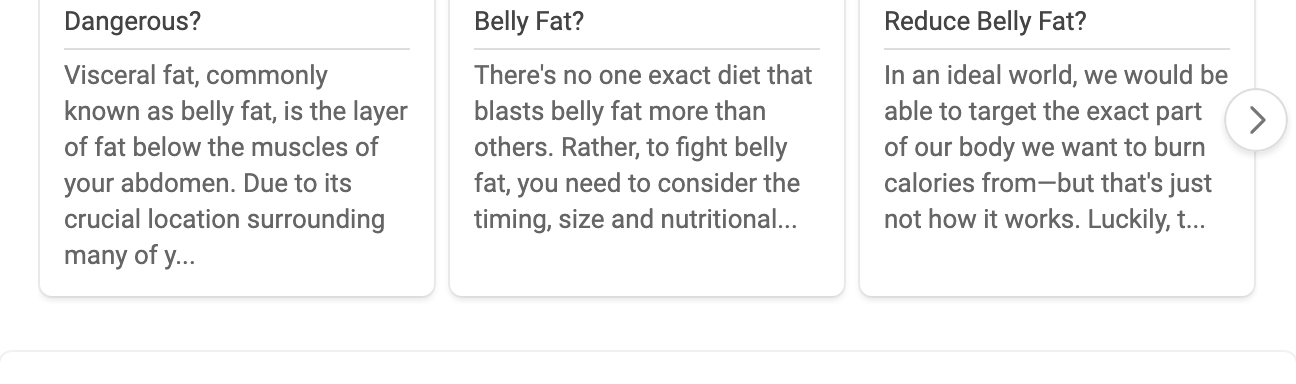 Dangerous?
Visceral fat, commonly
known as belly fat, is the layer
of fat below the muscles of
your abdomen. Due to its
crucial location surrounding
many of y...
Belly Fat?
There's no one exact diet that
blasts belly fat more than
others. Rather, to fight belly
fat, you need to consider the
timing, size and nutritional...
Reduce Belly Fat?
In an ideal world, we would be
able to target the exact part
of our body we want to burn
calories from—but that's just
not how it works. Luckily, t...